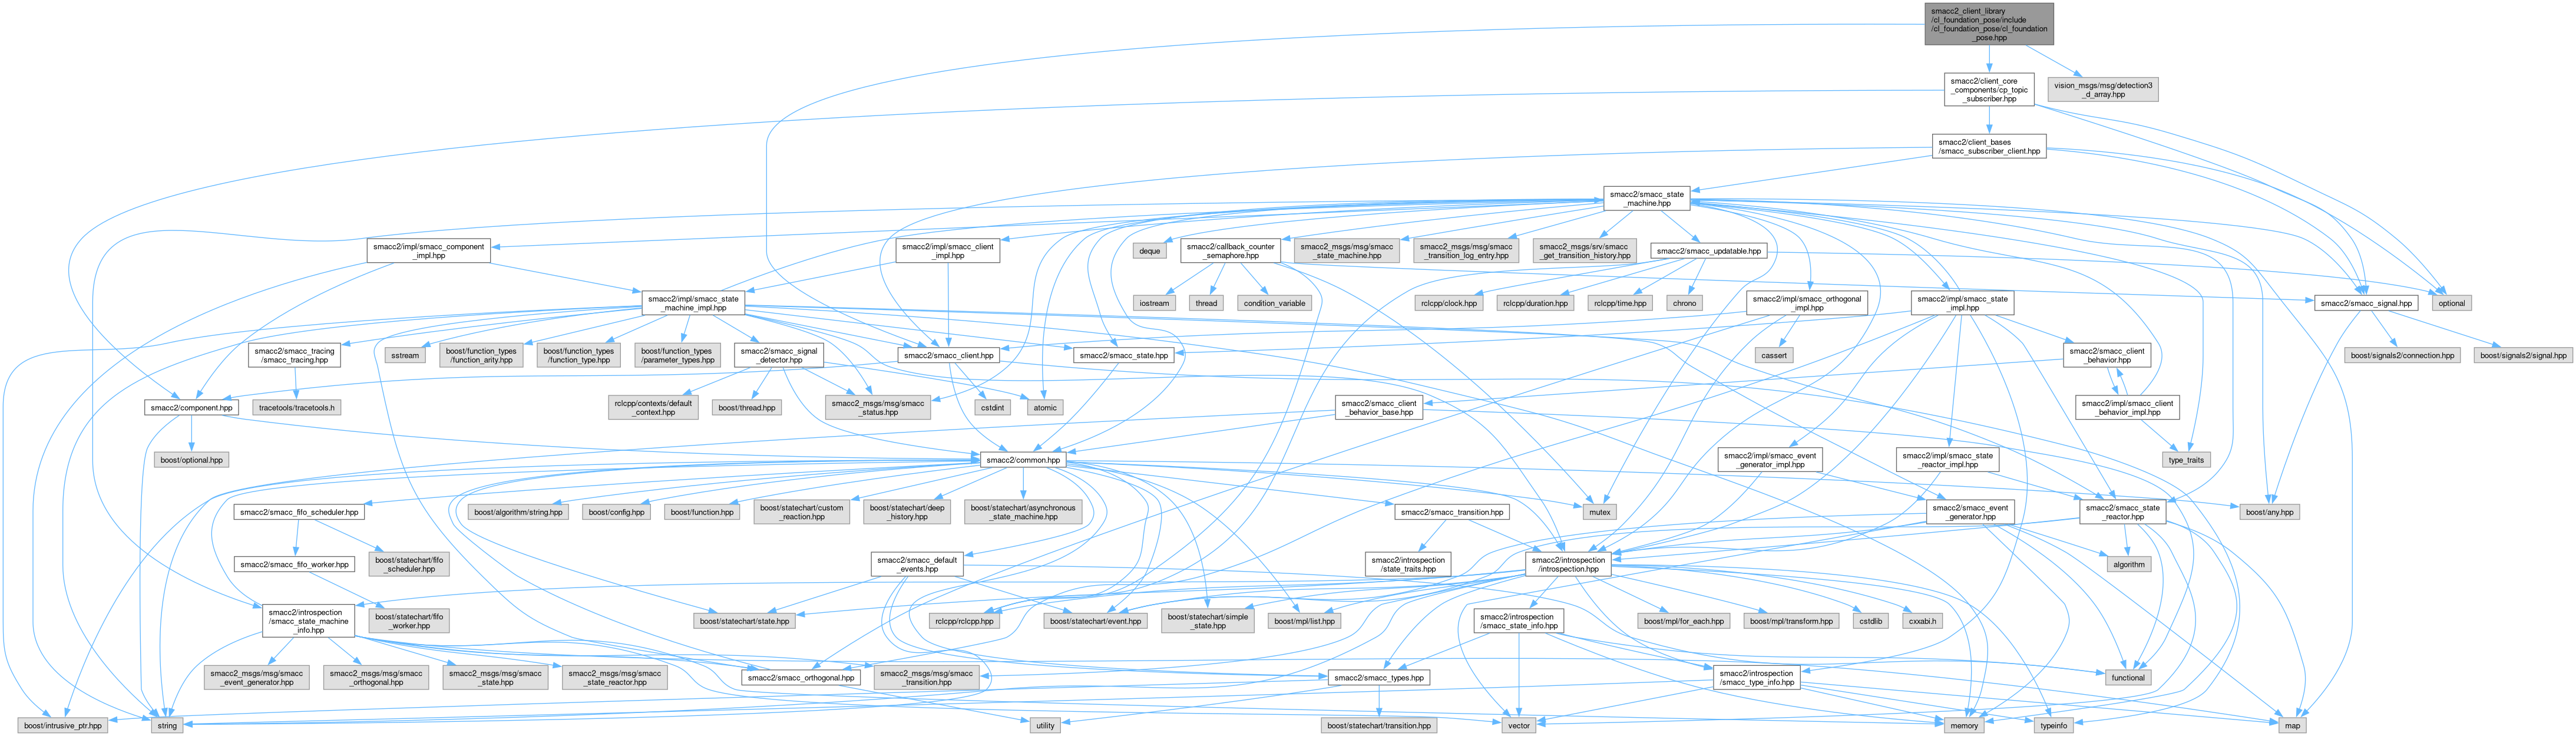 smacc2_client_library
/cl_foundation_pose/include
/cl_foundation_pose/cl_foundation
_pose.hpp
smacc2/client_core
_components/cp_topic
_subscriber.hpp
vision_msgs/msg/detection3
_d_array.hpp
smacc2/client_bases
/smacc_subscriber_client.hpp
smacc2/smacc_state
_machine.hpp
smacc2/impl/smacc_component
_impl.hpp
smacc2/impl/smacc_client
_impl.hpp
deque
smacc2/callback_counter
_semaphore.hpp
smacc2_msgs/msg/smacc
_state_machine.hpp
smacc2_msgs/msg/smacc
_transition_log_entry.hpp
smacc2_msgs/srv/smacc
_get_transition_history.hpp
smacc2/smacc_updatable.hpp
smacc2/impl/smacc_state
_machine_impl.hpp
iostream
thread
condition_variable
rclcpp/clock.hpp
rclcpp/duration.hpp
rclcpp/time.hpp
chrono
smacc2/impl/smacc_orthogonal
_impl.hpp
smacc2/impl/smacc_state
_impl.hpp
smacc2/smacc_signal.hpp
optional
smacc2/smacc_tracing
/smacc_tracing.hpp
sstream
boost/function_types
/function_arity.hpp
boost/function_types
/function_type.hpp
boost/function_types
/parameter_types.hpp
smacc2/smacc_signal
_detector.hpp
smacc2/smacc_client.hpp
smacc2/smacc_state.hpp
cassert
smacc2/smacc_client
_behavior.hpp
boost/signals2/connection.hpp
boost/signals2/signal.hpp
smacc2/component.hpp
tracetools/tracetools.h
rclcpp/contexts/default
_context.hpp
boost/thread.hpp
smacc2_msgs/msg/smacc
_status.hpp
cstdint
atomic
smacc2/smacc_client
_behavior_base.hpp
smacc2/impl/smacc_client
_behavior_impl.hpp
boost/optional.hpp
smacc2/common.hpp
smacc2/impl/smacc_event
_generator_impl.hpp
smacc2/impl/smacc_state
_reactor_impl.hpp
type_traits
smacc2/smacc_fifo_scheduler.hpp
boost/algorithm/string.hpp
boost/config.hpp
boost/function.hpp
boost/statechart/custom
_reaction.hpp
boost/statechart/deep
_history.hpp
boost/statechart/asynchronous
_state_machine.hpp
smacc2/smacc_transition.hpp
mutex
smacc2/smacc_event
_generator.hpp
smacc2/smacc_state
_reactor.hpp
boost/any.hpp
smacc2/smacc_fifo_worker.hpp
boost/statechart/fifo
_scheduler.hpp
smacc2/smacc_default
_events.hpp
smacc2/introspection
/state_traits.hpp
smacc2/introspection
/introspection.hpp
algorithm
smacc2/introspection
/smacc_state_machine
_info.hpp
boost/statechart/fifo
_worker.hpp
boost/statechart/state.hpp
rclcpp/rclcpp.hpp
boost/statechart/event.hpp
boost/statechart/simple
_state.hpp
boost/mpl/list.hpp
smacc2/introspection
/smacc_state_info.hpp
boost/mpl/for_each.hpp
boost/mpl/transform.hpp
cstdlib
cxxabi.h
smacc2_msgs/msg/smacc
_event_generator.hpp
smacc2_msgs/msg/smacc
_orthogonal.hpp
smacc2_msgs/msg/smacc
_state.hpp
smacc2_msgs/msg/smacc
_state_reactor.hpp
smacc2/smacc_orthogonal.hpp
smacc2_msgs/msg/smacc
_transition.hpp
smacc2/smacc_types.hpp
smacc2/introspection
/smacc_type_info.hpp
functional
boost/intrusive_ptr.hpp
string
utility
boost/statechart/transition.hpp
vector
memory
typeinfo
map